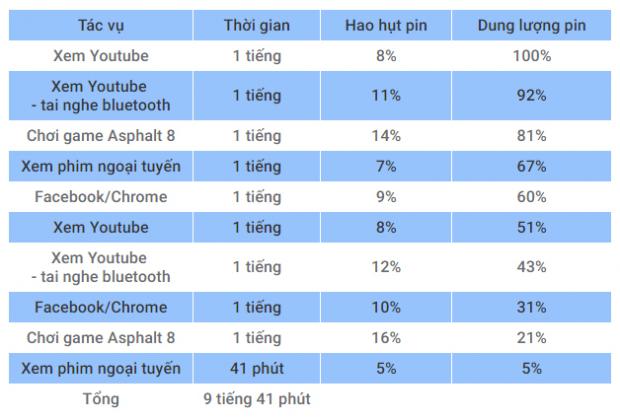 Tác vụ Thời gian Hao hụt pin Dung lượng pin
Xem Youtube 1 tiếng 8% 100%
Xem Youtube
- tai nghe bluetooth 1 tiếng 11% 92%
Chơi game Asphalt 8 1 tiếng 14% 81%
Xem phim ngoại tuyến 1 tiếng 7% 67%
Facebook/Chrome 1 tiếng 9% 60%
Xem Youtube 1 tiếng 8% 51%
Xem Youtube
- tai nghe bluetooth 1 tiếng 12% 43%
Facebook/Chrome 1 tiếng 10% 31%
Chơi game Asphalt 8 1 tiếng 16% 21%
Xem phim ngoại tuyến 41 phút 5% 5%
Tổng 9 tiếng 41 phút